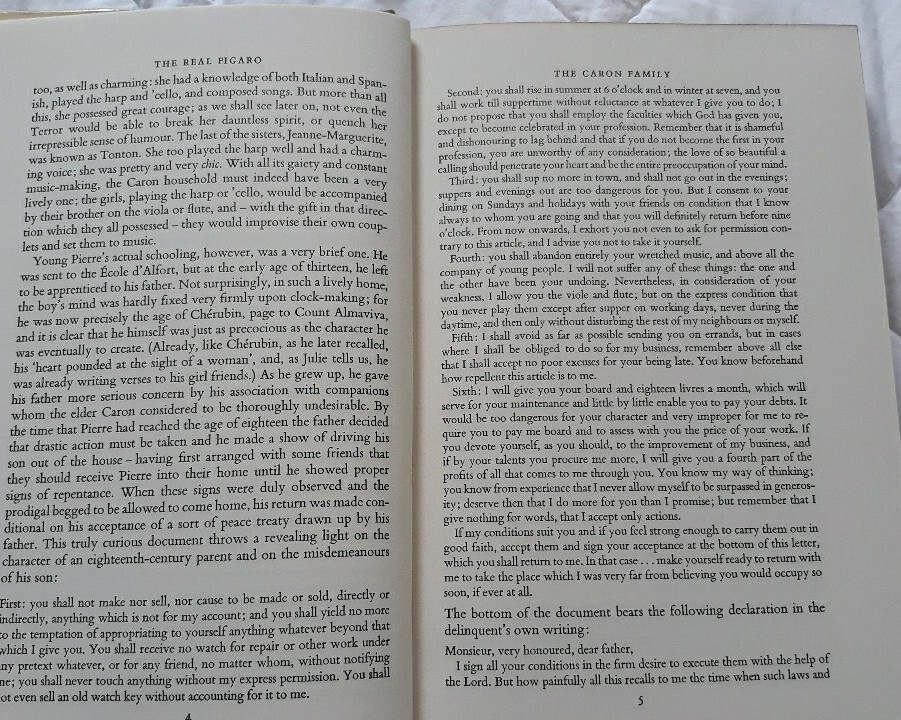 THE REAL FIGARO
too, as well as charming: she had a knowledge of both Italian and Span-
ish, played the harp and 'cello, and composed songs. But more than all
this, she possessed great courage; as we shall see later on, not even the
Terror would be able to break her dauntless spirit, or quench her
irrepressible sense of humour. The last of the sisters, Jeanne-Marguerite,
was known as Tonton. She too played the harp well and had a charm-
ing voice; she was pretty and very chic. With all its gaiety and constant
music-making, the Caron household must indeed have been a very
lively one; the girls, playing the harp or 'cello, would be accompanied
by their brother on the viola or flute, and – with the gift in that direc-
tion which they all possessed – they would improvise their own coup-
lets and set them to music.
Young Pierre's actual schooling, however, was a very brief one. He
was sent to the École d'Alfort, but at the early age of thirteen, he left
to be apprenticed to his father. Not surprisingly, in such a lively home,
the boy's mind was hardly fixed very firmly upon clock-making; for
he was now precisely the age of Chérubin, page to Count Almaviva,
and it is clear that he himself was just as precocious as the character he
was eventually to create. (Already, like Chérubin, as he later recalled,
his 'heart pounded at the sight of a woman', and, as Julie tells us, he
was already writing verses to his girl friends.) As he grew up, he gave
his father more serious concern by his association with companions
whom the elder Caron considered to be thoroughly undesirable. By
the time that Pierre had reached the age of eighteen the father decided
that drastic action must be taken and he made a show of driving his
son out of the house – having first arranged with some friends that
they should receive Pierre into their home until he showed proper
signs of repentance. When these signs were duly observed and the
prodigal begged to be allowed to come home, his return was made con-
ditional on his acceptance of a sort of peace treaty drawn up by his
father. This truly curious document throws a revealing light on the
character of an eighteenth-century parent and on the misdemeanours
of his son:
First: you shall not make nor sell, nor cause to be made or sold, directly or
indirectly, anything which is not for my account; and you shall yield no more
to the temptation of appropriating to yourself anything whatever beyond that
which I give you. You shall receive no watch for repair or other work under
any pretext whatever, or for any friend, no matter whom, without notifying
me; you shall never touch anything without my express permission. You shall
not even sell an old watch key without accounting for it to me.
4
THE CARON FAMILY
Second: you shall rise in summer at 6 o'clock and in winter at seven, and you
shall work till suppertime without reluctance at whatever I give you to do; I
do not propose that you shall employ the faculties which God has given you,
except to become celebrated in your profession. Remember that it is shameful
and dishonouring to lag behind and that if you do not become the first in your
profession, you are unworthy of any consideration; the love of so beautiful a
calling should penetrate your heart and be the entire preoccupation of your mind.
Third: you shall sup no more in town, and shall not go out in the evenings;
suppers and evenings out are too dangerous for you. But I consent to your
dining on Sundays and holidays with your friends on condition that I know
always to whom you are going and that you will definitely return before nine
o'clock. From now onwards, I exhort you not even to ask for permission con-
trary to this article, and I advise you not to take it yourself.
Fourth: you shall abandon entirely your wretched music, and above all the
company of young people. I will not suffer any of these things: the one and
the other have been your undoing. Nevertheless, in consideration of your
weakness, I allow you the viole and flute; but on the express condition that
you never play them except after supper on working days, never during the
daytime, and then only without disturbing the rest of my neighbours or myself.
Fifth: I shall avoid as far as possible sending you on errands, but in cases
where I shall be obliged to do so for my business, remember above all else
that I shall accept no poor excuses for your being late. You know beforehand
how repellent this article is to me.
Sixth: I will give you your board and eighteen livres a month, which will
serve for your maintenance and little by little enable you to pay your debts. It
would be too dangerous for your character and very improper for me to re-
quire you to pay me board and to assess with you the price of your work. If
you devote yourself, as you should, to the improvement of my business, and
if by your talents you procure me more, I will give you a fourth part of the
profits of all that comes to me through you. You know my way of thinking;
you know from experience that I never allow myself to be surpassed in generos-
ity; deserve then that I do more for you than I promise; but remember that I
give nothing for words, that I accept only actions.
If my conditions suit you and if you feel strong enough to carry them out in
good faith, accept them and sign your acceptance at the bottom of this letter,
which you shall return to me. In that case . . . make yourself ready to return with
me to take the place which I was very far from believing you would occupy so
soon, if ever at all.
The bottom of the document bears the following declaration in the
delinquent's own writing:
Monsieur, very honoured, dear father,
I sign all your conditions in the firm desire to execute them with the help of
the Lord. But how painfully all this recalls to me the time when such laws and
5